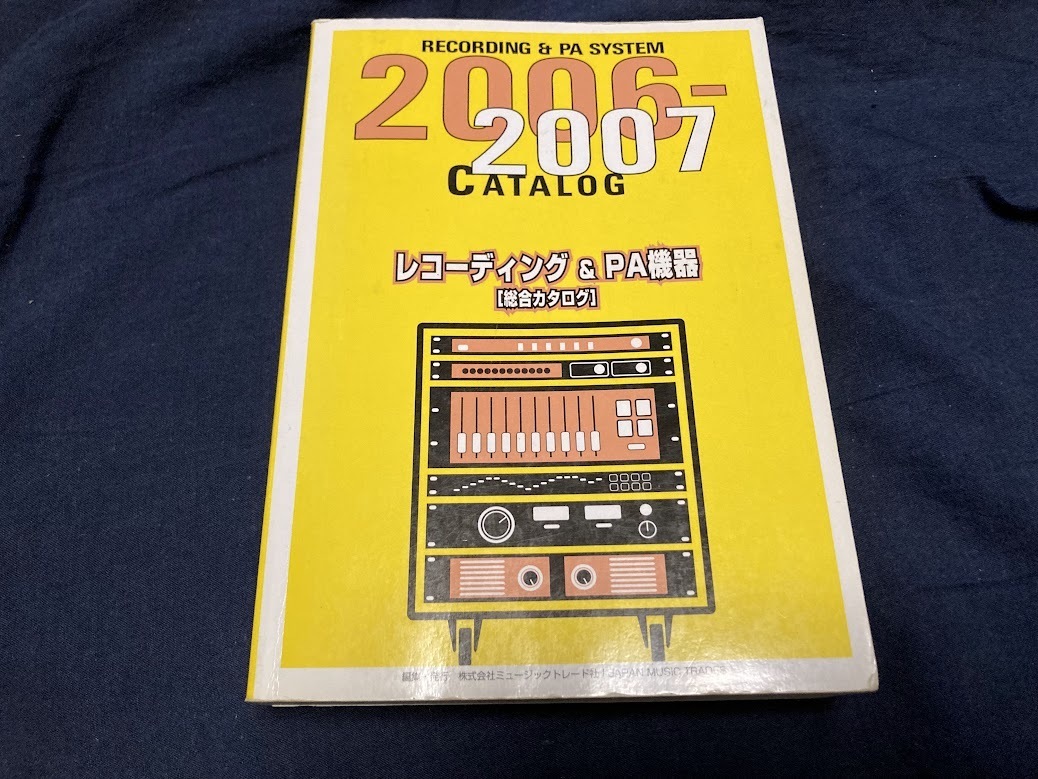 RECORDING & PA SYSTEM
2006-
2007
CATALOG
レコーディング & PA機器
[総合カタログ]
編集・発行 株式会社ミュージックトレード社 / JAPAN MUSIC TRADES